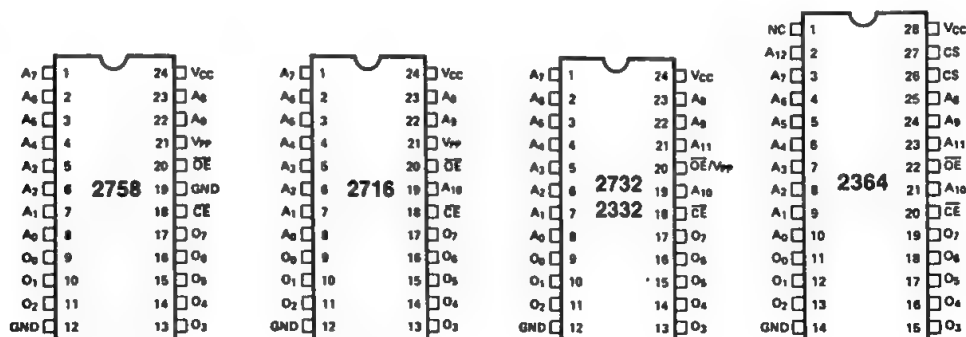 A7 1 24 VCC
A6 2 23 A8
A5 3 22 A9
A4 4 21 VPP
A3 5 20 OE
A2 6 19 GND
A1 7 18 CE
A0 8 17 O7
O0 9 16 O6
O1 10 15 O5
O2 11 14 O4
GND 12 13 O3
2758
A7 1 24 VCC
A6 2 23 A8
A5 3 22 A9
A4 4 21 VPP
A3 5 20 OE
A2 6 19 A10
A1 7 18 CE
A0 8 17 O7
O0 9 16 O6
O1 10 15 O5
O2 11 14 O4
GND 12 13 O3
2716
A7 1 24 VCC
A6 2 23 A8
A5 3 22 A9
A4 4 21 A11
A3 5 20 OE/VPP
A2 6 19 A10
A1 7 18 CE
A0 8 17 O7
O0 9 16 O6
O1 10 15 O5
O2 11 14 O4
GND 12 13 O3
2732
2332
NC 1 28 VCC
A12 2 27 CS
A7 3 26 CS
A6 4 25 A8
A5 5 24 A9
A4 6 23 A11
A3 7 22 OE
A2 8 21 A10
A1 9 20 CE
A0 10 19 O7
O0 11 18 O6
O1 12 17 O5
O2 13 16 O4
GND 14 15 O3
2364